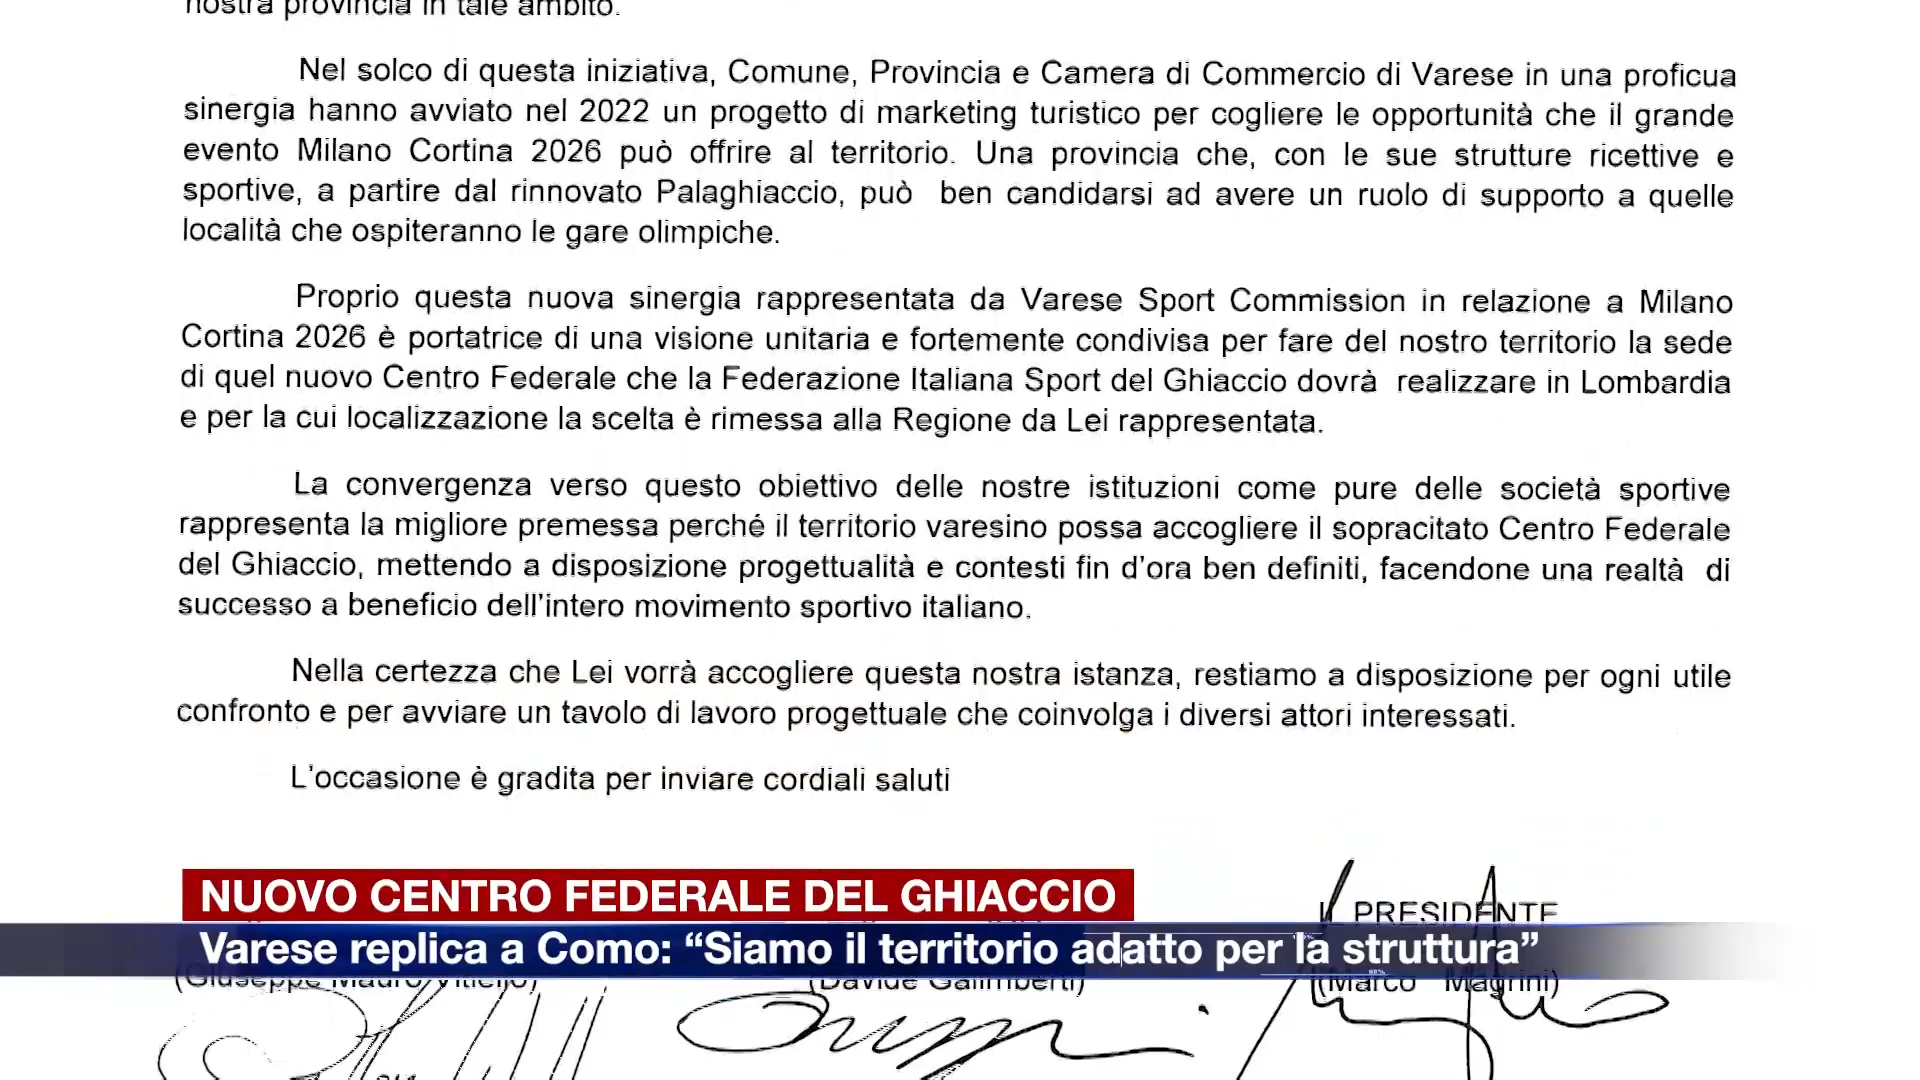 nostra provincia in tale ambito.
Nel solco di questa iniziativa, Comune, Provincia e Camera di Commercio di Varese in una proficua
sinergia hanno avviato nel 2022 un progetto di marketing turistico per cogliere le opportunità che il grande
evento Milano Cortina 2026 può offrire al territorio. Una provincia che, con le sue strutture ricettive e
sportive, a partire dal rinnovato Palaghiaccio, può ben candidarsi ad avere un ruolo di supporto a quelle
località che ospiteranno le gare olimpiche.
Proprio questa nuova sinergia rappresentata da Varese Sport Commission in relazione a Milano
Cortina 2026 è portatrice di una visione unitaria e fortemente condivisa per fare del nostro territorio la sede
di quel nuovo Centro Federale che la Federazione Italiana Sport del Ghiaccio dovrà realizzare in Lombardia
e per la cui localizzazione la scelta è rimessa alla Regione da Lei rappresentata.
La convergenza verso questo obiettivo delle nostre istituzioni come pure delle società sportive
rappresenta la migliore premessa perché il territorio varesino possa accogliere il sopracitato Centro Federale
del Ghiaccio, mettendo a disposizione progettualità e contesti fin d'ora ben definiti, facendone una realtà di
successo a beneficio dell'intero movimento sportivo italiano.
Nella certezza che Lei vorrà accogliere questa nostra istanza, restiamo a disposizione per ogni utile
confronto e per avviare un tavolo di lavoro progettuale che coinvolga i diversi attori interessati.
L'occasione è gradita per inviare cordiali saluti
NUOVO CENTRO FEDERALE DEL GHIACCIO
IL PRESIDENTE
Varese replica a Como: “Siamo il territorio adatto per la struttura”
(Giuseppe Mauro Vitiello) (Davide Galimberti) (Marco Magrini)